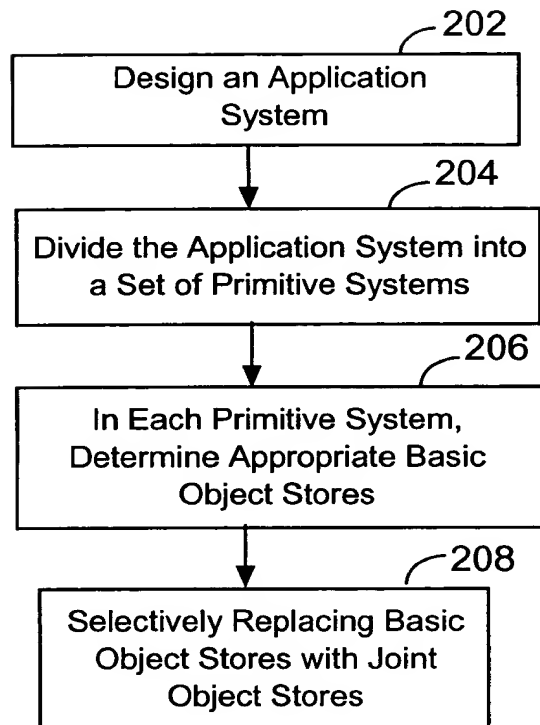 202
Design an Application
System
204
Divide the Application System into
a Set of Primitive Systems
206
In Each Primitive System,
Determine Appropriate Basic
Object Stores
208
Selectively Replacing Basic
Object Stores with Joint
Object Stores